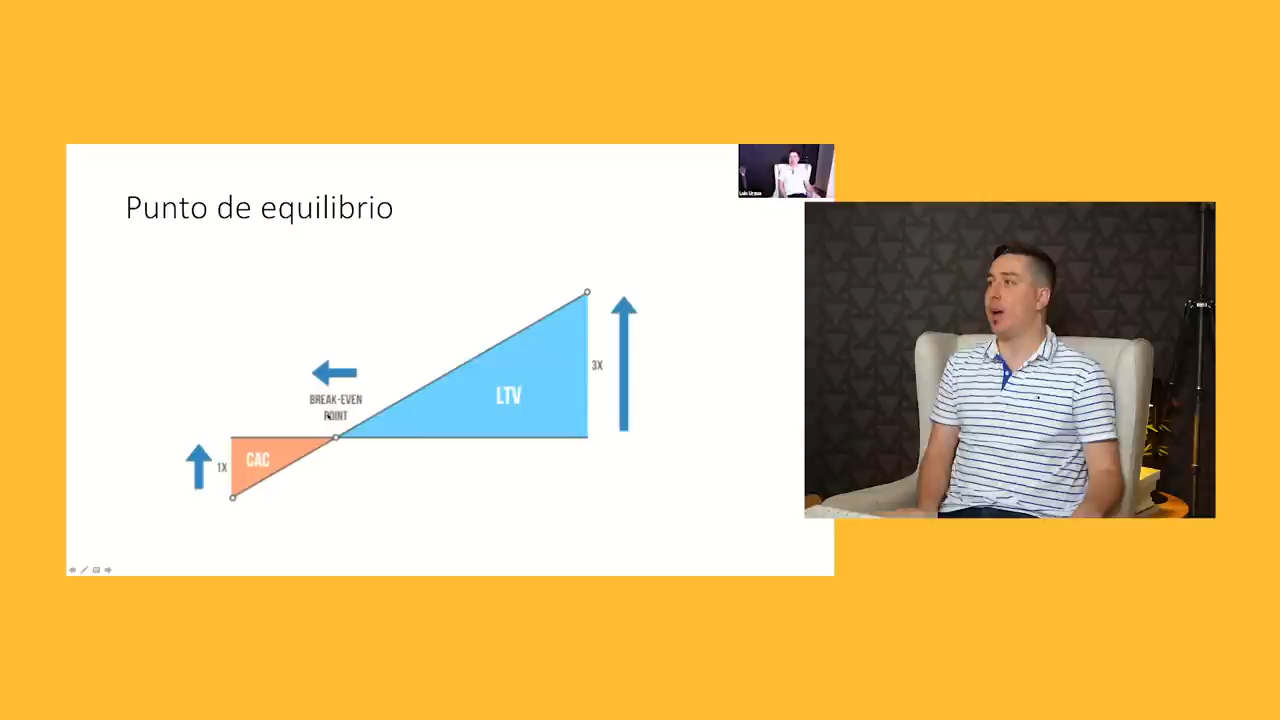 Punto de equilibrio
BREAK-EVEN
POINT
LTV
3X
1X
CAC